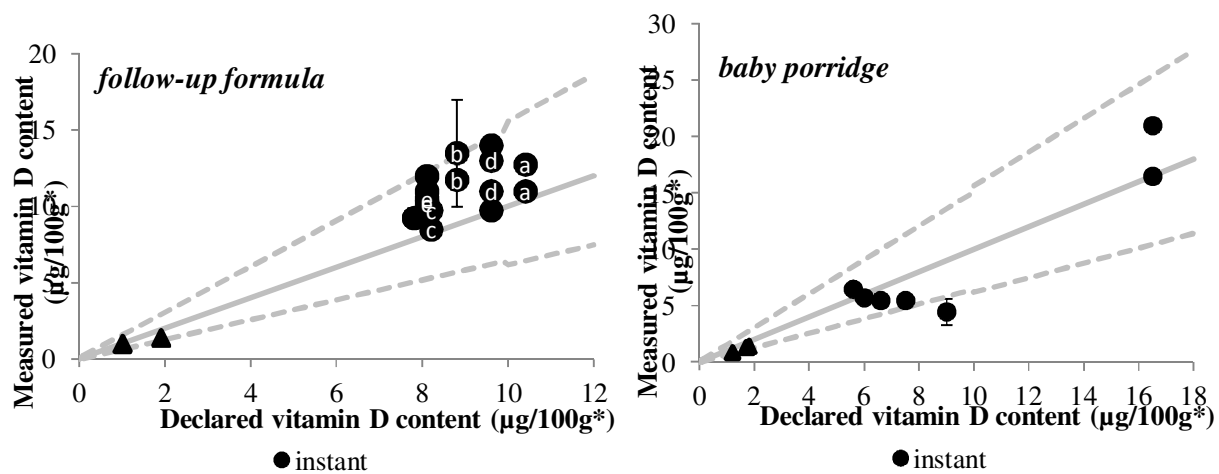 follow-up formula
Measured vitamin D content
(µg/100g*)
20
15
10
5
0
0 2 4 6 8 10 12
b
b
d
d
a
a
e
e
c
c
Declared vitamin D content (µg/100g*)
instant
baby porridge
Measured vitamin D content
(µg/100g*)
30
25
20
15
10
5
0
0 2 4 6 8 10 12 14 16 18
Declared vitamin D content (µg/100g*)
instant